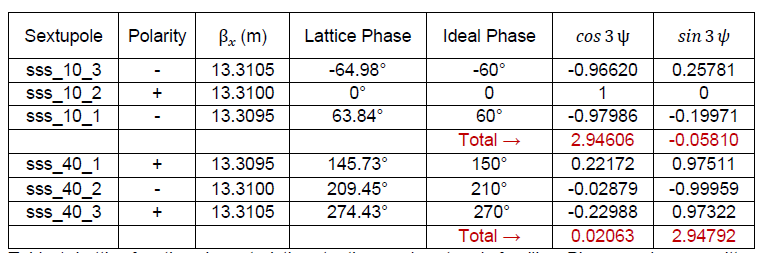 Sextupole Polarity βx (m) Lattice Phase Ideal Phase cos 3 ψ sin 3 ψ
sss_10_3 - 13.3105 -64.98° -60° -0.96620 0.25781
sss_10_2 + 13.3100 0° 0 1 0
sss_10_1 - 13.3095 63.84° 60° -0.97986 -0.19971
Total → 2.94606 -0.05810
sss_40_1 + 13.3095 145.73° 150° 0.22172 0.97511
sss_40_2 - 13.3100 209.45° 210° -0.02879 -0.99959
sss_40_3 + 13.3105 274.43° 270° -0.22988 0.97322
Total → 0.02063 2.94792